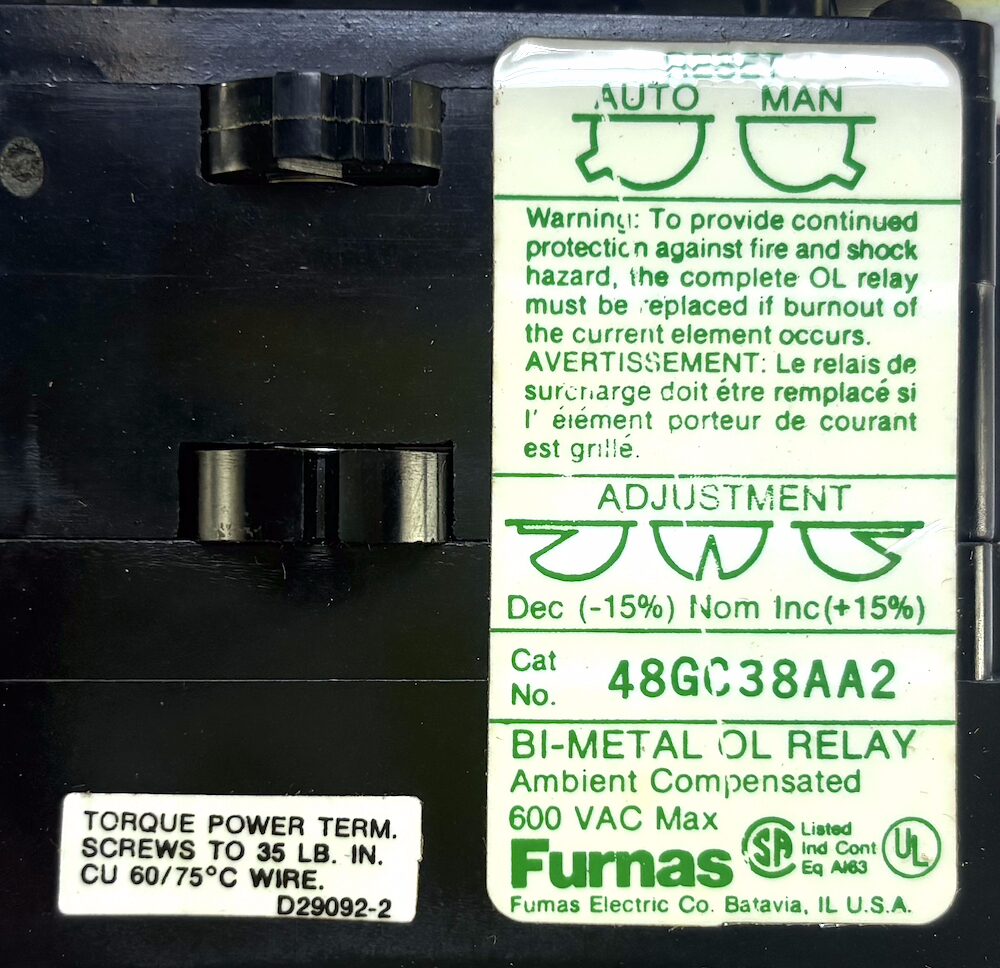 RESET
AUTO MAN
Warning: To provide continued
protection against fire and shock
hazard, the complete OL relay
must be replaced if burnout of
the current element occurs.
AVERTISSEMENT: Le relais de
surcharge doit étre remplacé si
l' élément porteur de courant
est grillé.
ADJUSTMENT
Dec (-15%) Nom Inc(+15%)
Cat
No. 48GC38AA2
BI-METAL OL RELAY
Ambient Compensated
600 VAC Max
SA Listed
Ind Cont
Eq A163
UL
Furnas
Furnas Electric Co. Batavia, IL U.S.A.
TORQUE POWER TERM.
SCREWS TO 35 LB. IN.
CU 60/75°C WIRE.
D29092-2